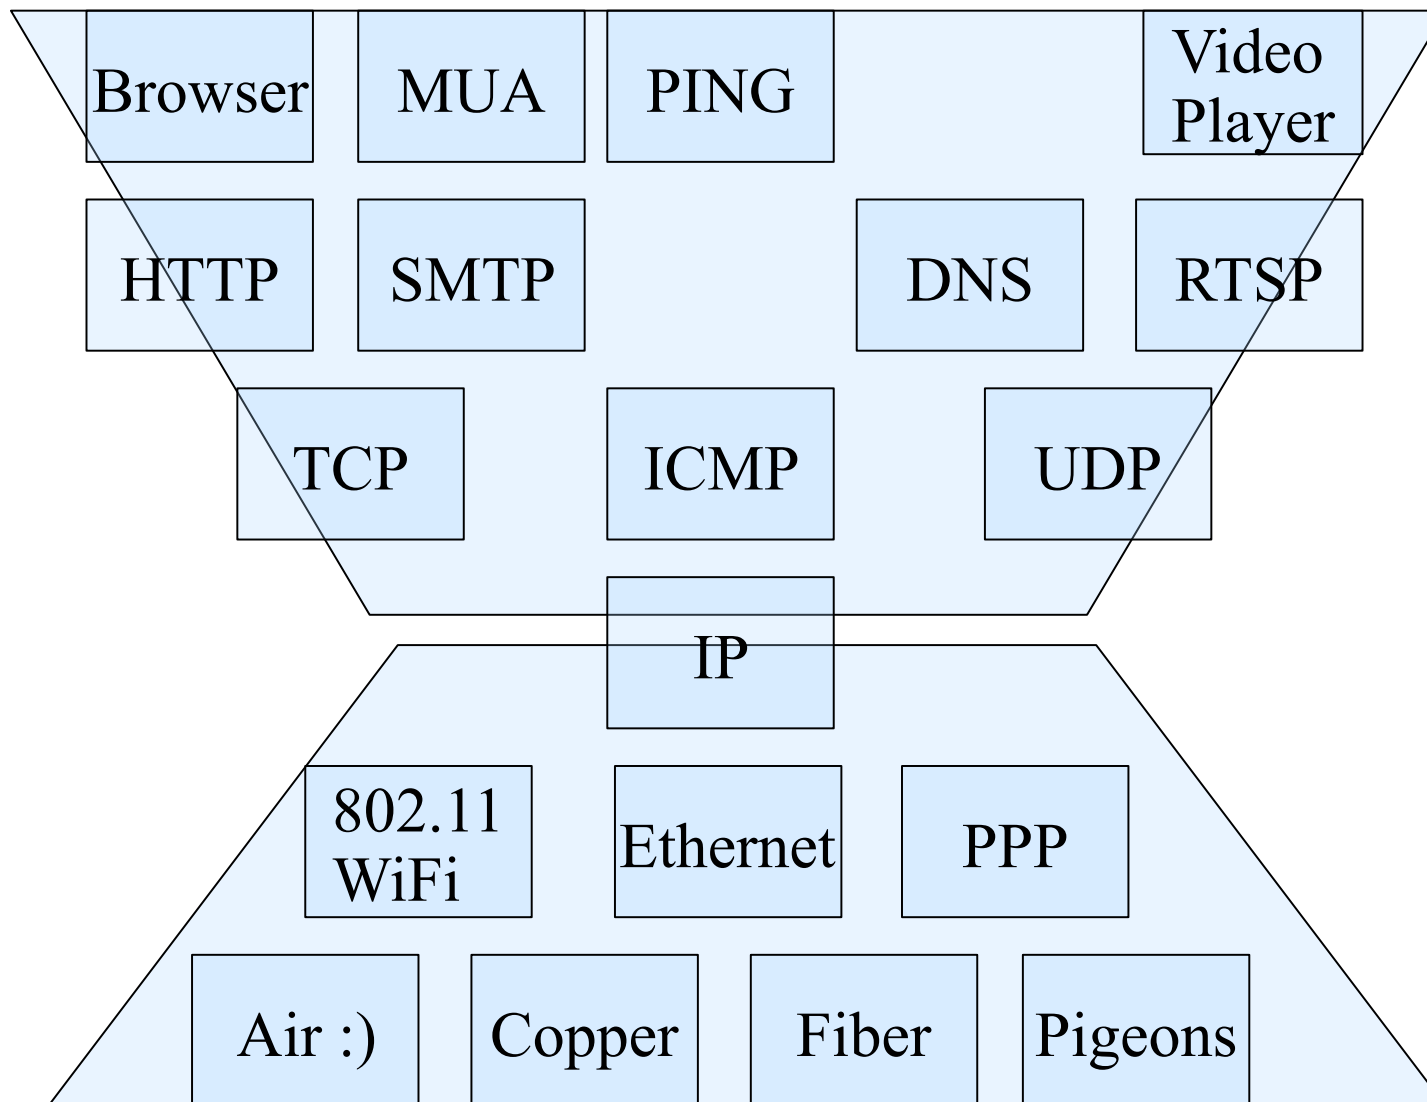 Browser
MUA
PING
Video
Player
HTTP
SMTP
DNS
RTSP
TCP
ICMP
UDP
IP
802.11
WiFi
Ethernet
PPP
Air :)
Copper
Fiber
Pigeons